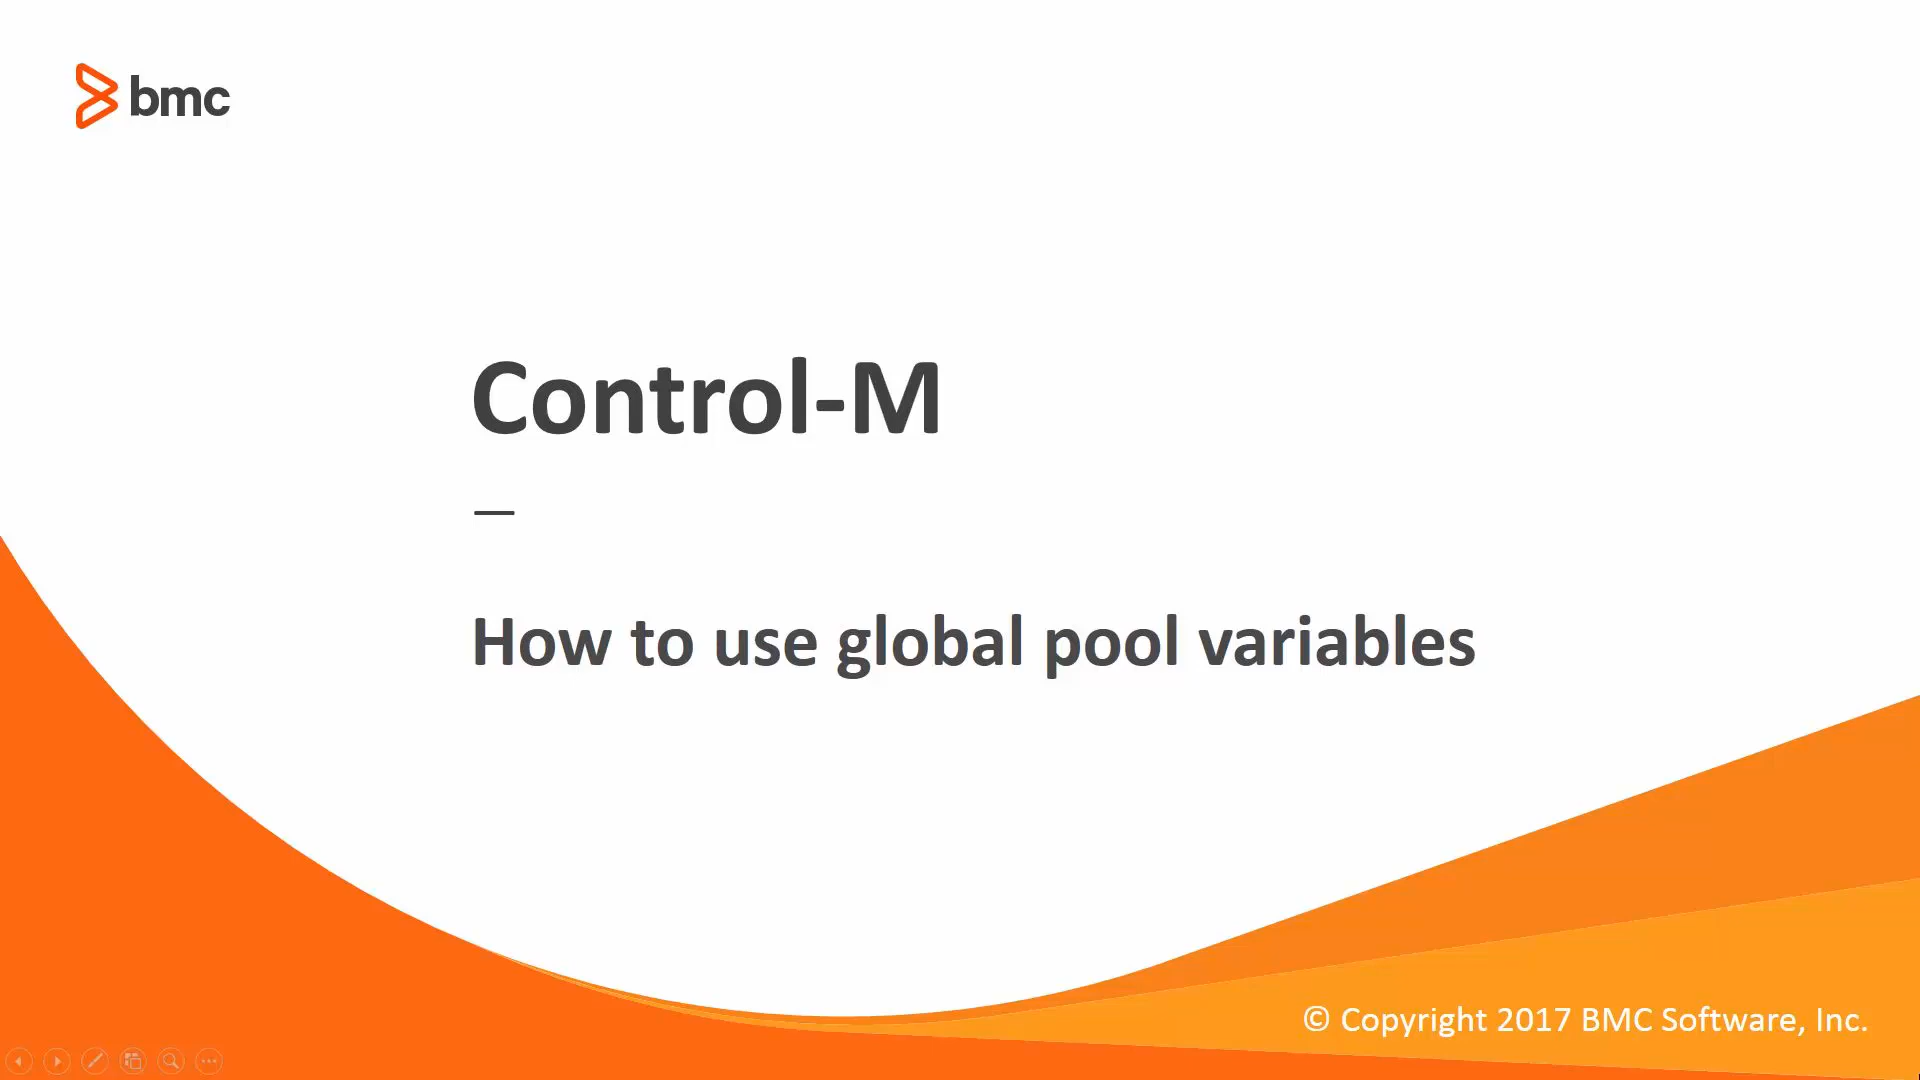 bmc
Control-M
How to use global pool variables
© Copyright 2017 BMC Software, Inc.